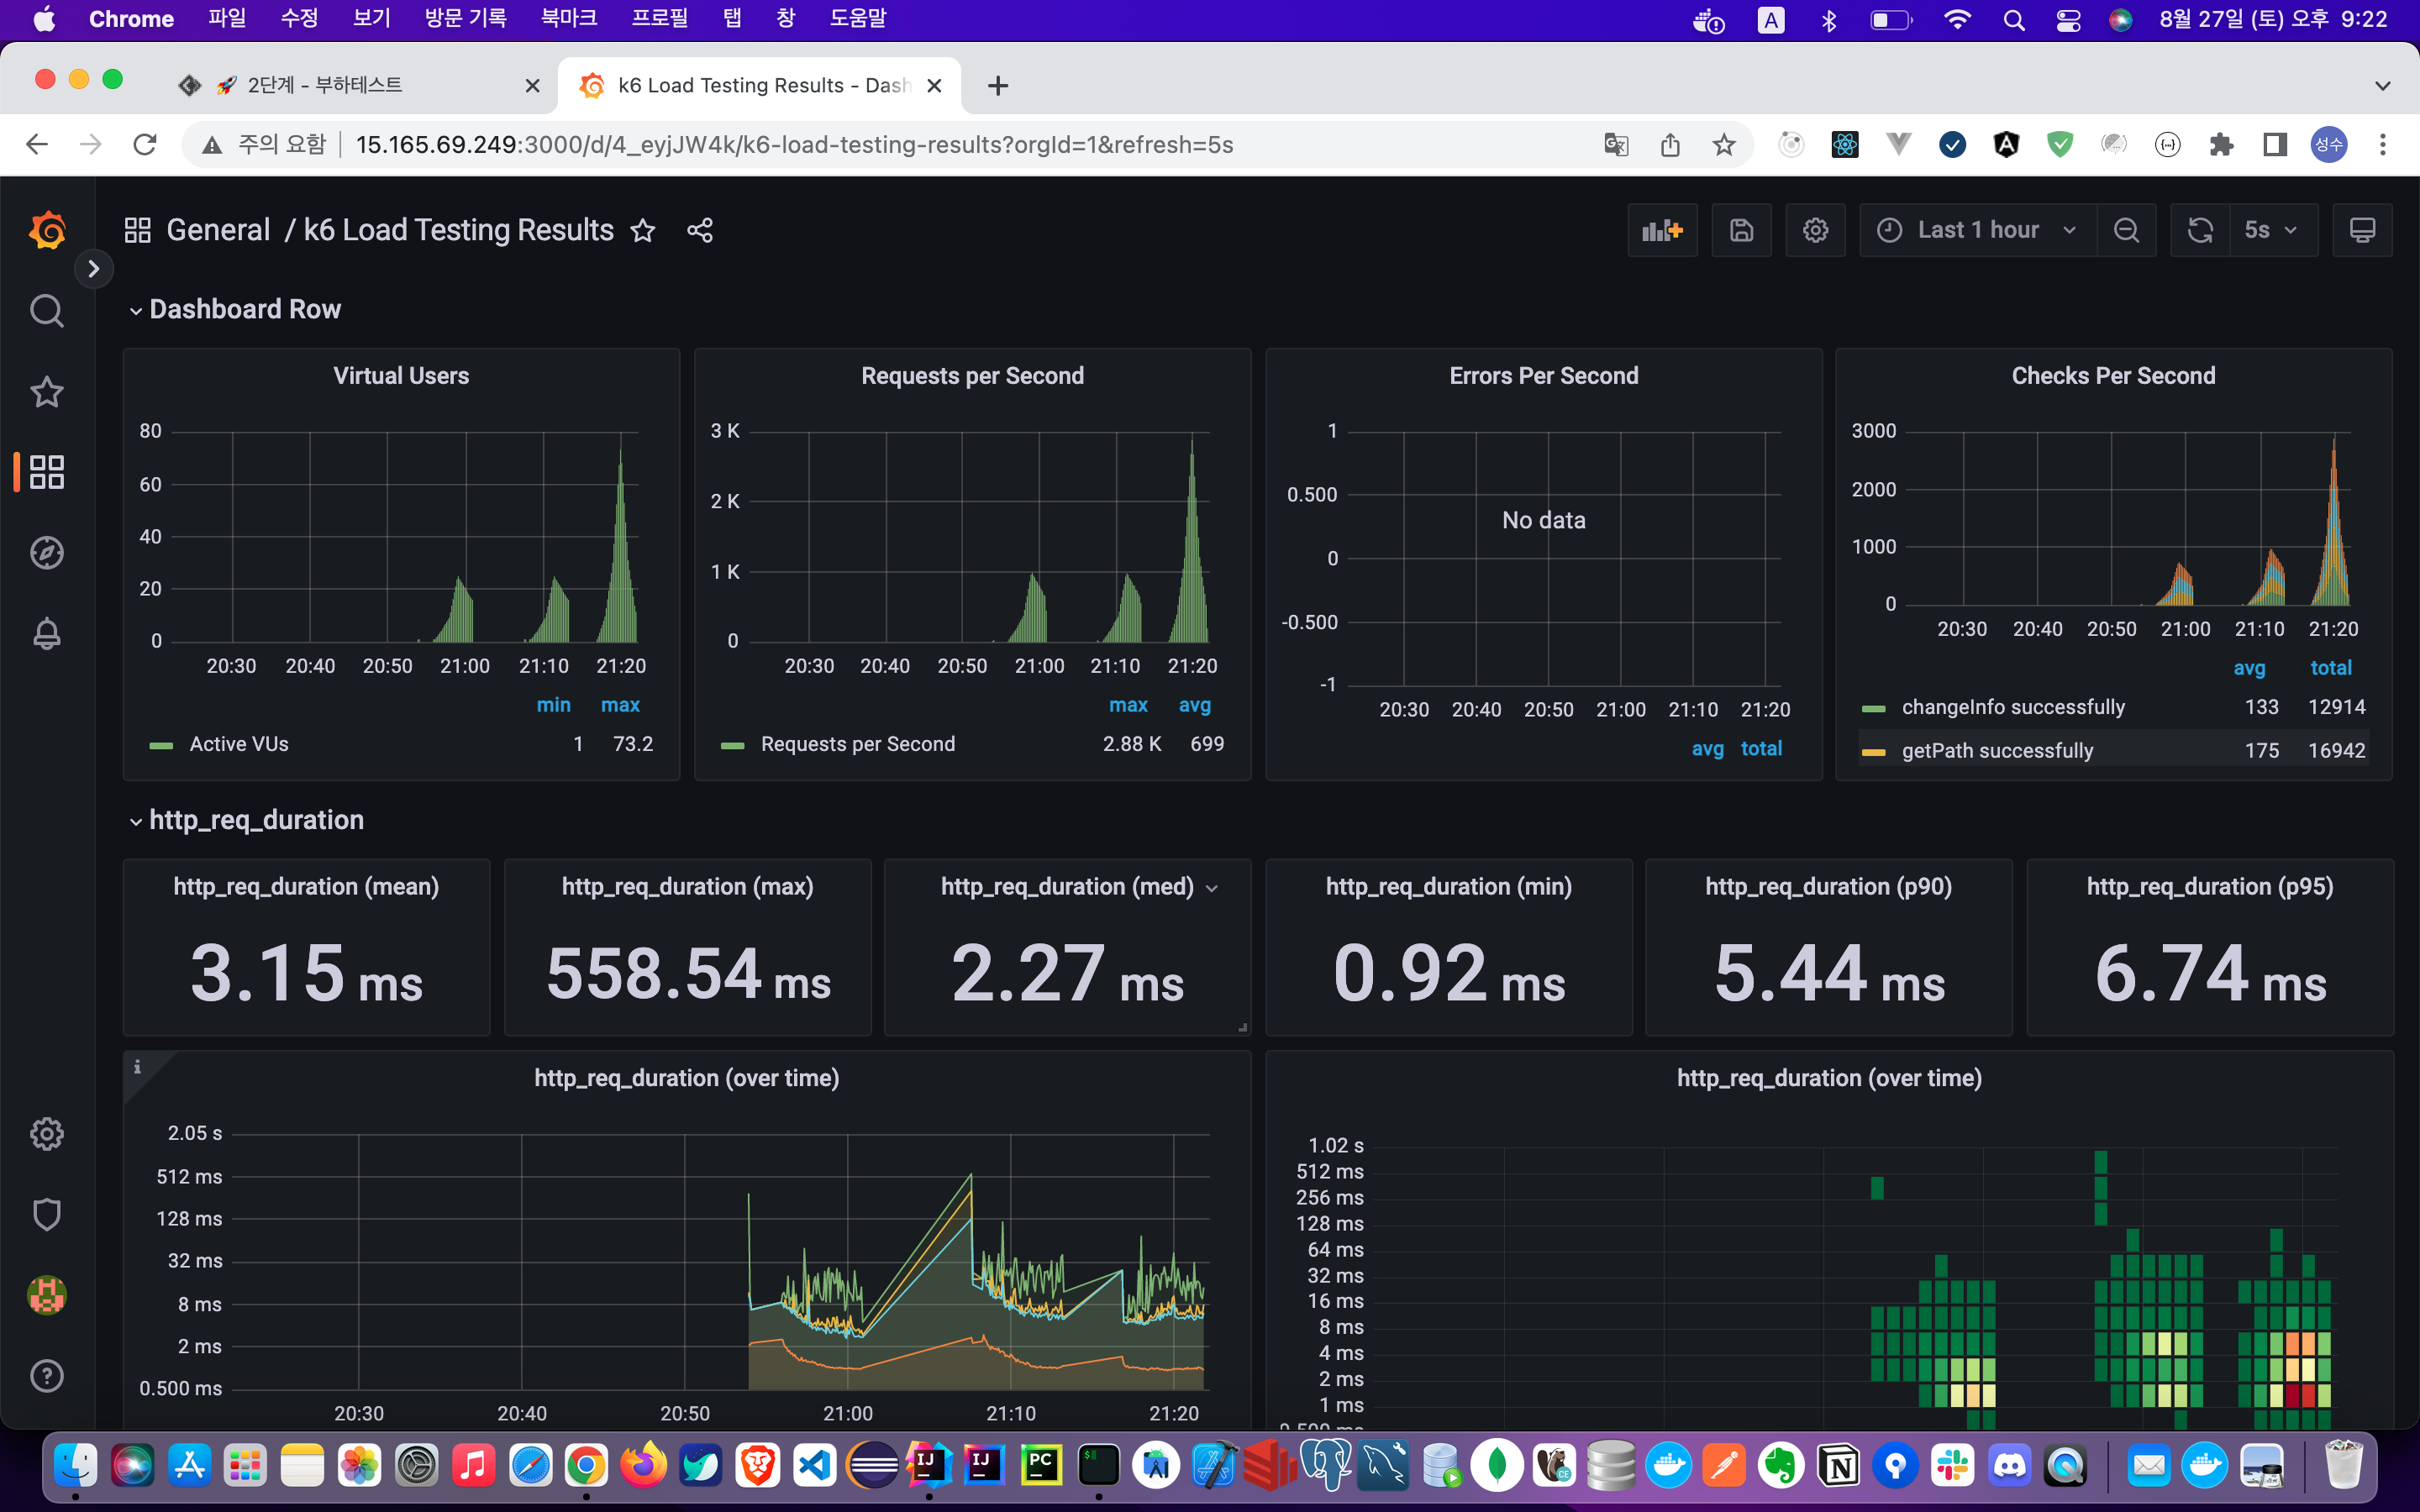 Chrome 파일 수정 보기 방문 기록 북마크 프로필 탭 창 도움말 A 8월 27일 (토) 오후 9:22
🚀 2단계 - 부하테스트 k6 Load Testing Results - Dash
주의 요함 15.165.69.249:3000/d/4_eyjJW4k/k6-load-testing-results?orgId=1&refresh=5s 성수
General / k6 Load Testing Results Last 1 hour 5s
Dashboard Row
Virtual Users
80
60
40
20
0
20:30 20:40 20:50 21:00 21:10 21:20
min max
Active VUs 1 73.2
Requests per Second
3 K
2 K
1 K
0
20:30 20:40 20:50 21:00 21:10 21:20
max avg
Requests per Second 2.88 K 699
Errors Per Second
1
0.500
No data
0
-0.500
-1
20:30 20:40 20:50 21:00 21:10 21:20
avg total
Checks Per Second
3000
2000
1000
0
20:30 20:40 20:50 21:00 21:10 21:20
avg total
changeInfo successfully 133 12914
getPath successfully 175 16942
http_req_duration
http_req_duration (mean)
3.15 ms
http_req_duration (max)
558.54 ms
http_req_duration (med)
2.27 ms
http_req_duration (min)
0.92 ms
http_req_duration (p90)
5.44 ms
http_req_duration (p95)
6.74 ms
http_req_duration (over time)
2.05 s
512 ms
128 ms
32 ms
8 ms
2 ms
0.500 ms
20:30 20:40 20:50 21:00 21:10 21:20
http_req_duration (over time)
1.02 s
512 ms
256 ms
128 ms
64 ms
32 ms
16 ms
8 ms
4 ms
2 ms
1 ms
0.500 ms
IJ IJ PC